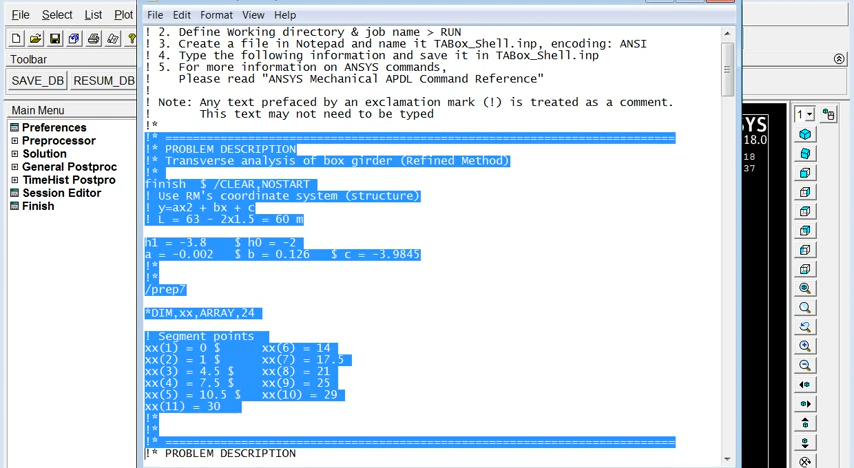 File Select List Plot
Toolbar
SAVE_DB RESUM_DB
Main Menu
Preferences
Preprocessor
Solution
General Postproc
TimeHist Postpro
Session Editor
Finish
File Edit Format View Help
! 2. Define Working directory & job name > RUN
! 3. Create a file in Notepad and name it TABox_Shell.inp, encoding: ANSI
! 4. Type the following information and save it in TABox_Shell.inp
! 5. For more information on ANSYS Commands,
! Please read "ANSYS Mechanical APDL Command Reference"
!
! Note: Any text prefaced by an exclamation mark (!) is treated as a comment.
! This text may not need to be typed
!*
!* =======================================================================
!* PROBLEM DESCRIPTION
!* Transverse analysis of box girder (Refined Method)
!*
finish $ /CLEAR,NOSTART
! Use RM's coordinate system (structure)
! y=ax2 + bx + c
! L = 63 - 2x1.5 = 60 m
h1 = -3.8 $ h0 = -2
a = -0.002 $ b = 0.126 $ c = -3.9845
!*
!*
/prep7
*DIM,xx,ARRAY,24
! Segment points
xx(1) = 0 $ xx(6) = 14
xx(2) = 1 $ xx(7) = 17.5
xx(3) = 4.5 $ xx(8) = 21
xx(4) = 7.5 $ xx(9) = 25
xx(5) = 10.5 $ xx(10) = 29
xx(11) = 30
!*
!*
!* =======================================================================
!* PROBLEM DESCRIPTION
YS
18.0
18
37
1